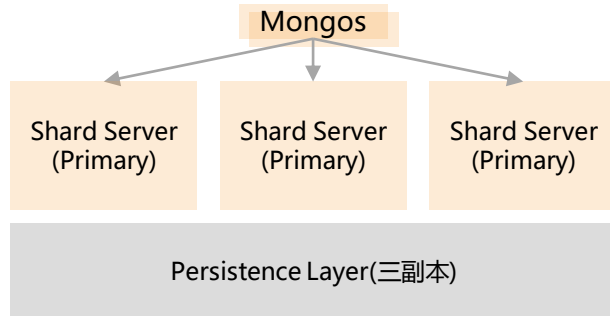 Mongos
Shard Server
(Primary)
Shard Server
(Primary)
Shard Server
(Primary)
Persistence Layer(三副本)